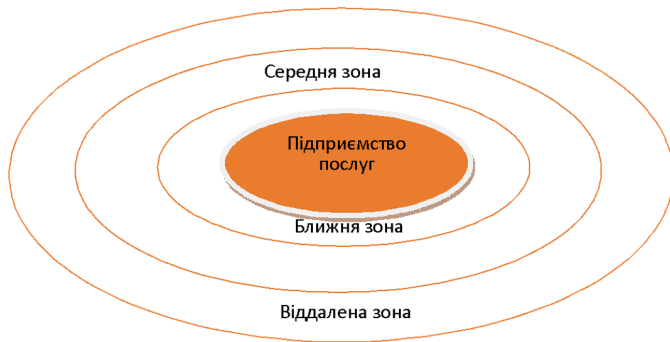 Середня зона
Підприємство
послуг
Ближня зона
Віддалена зона